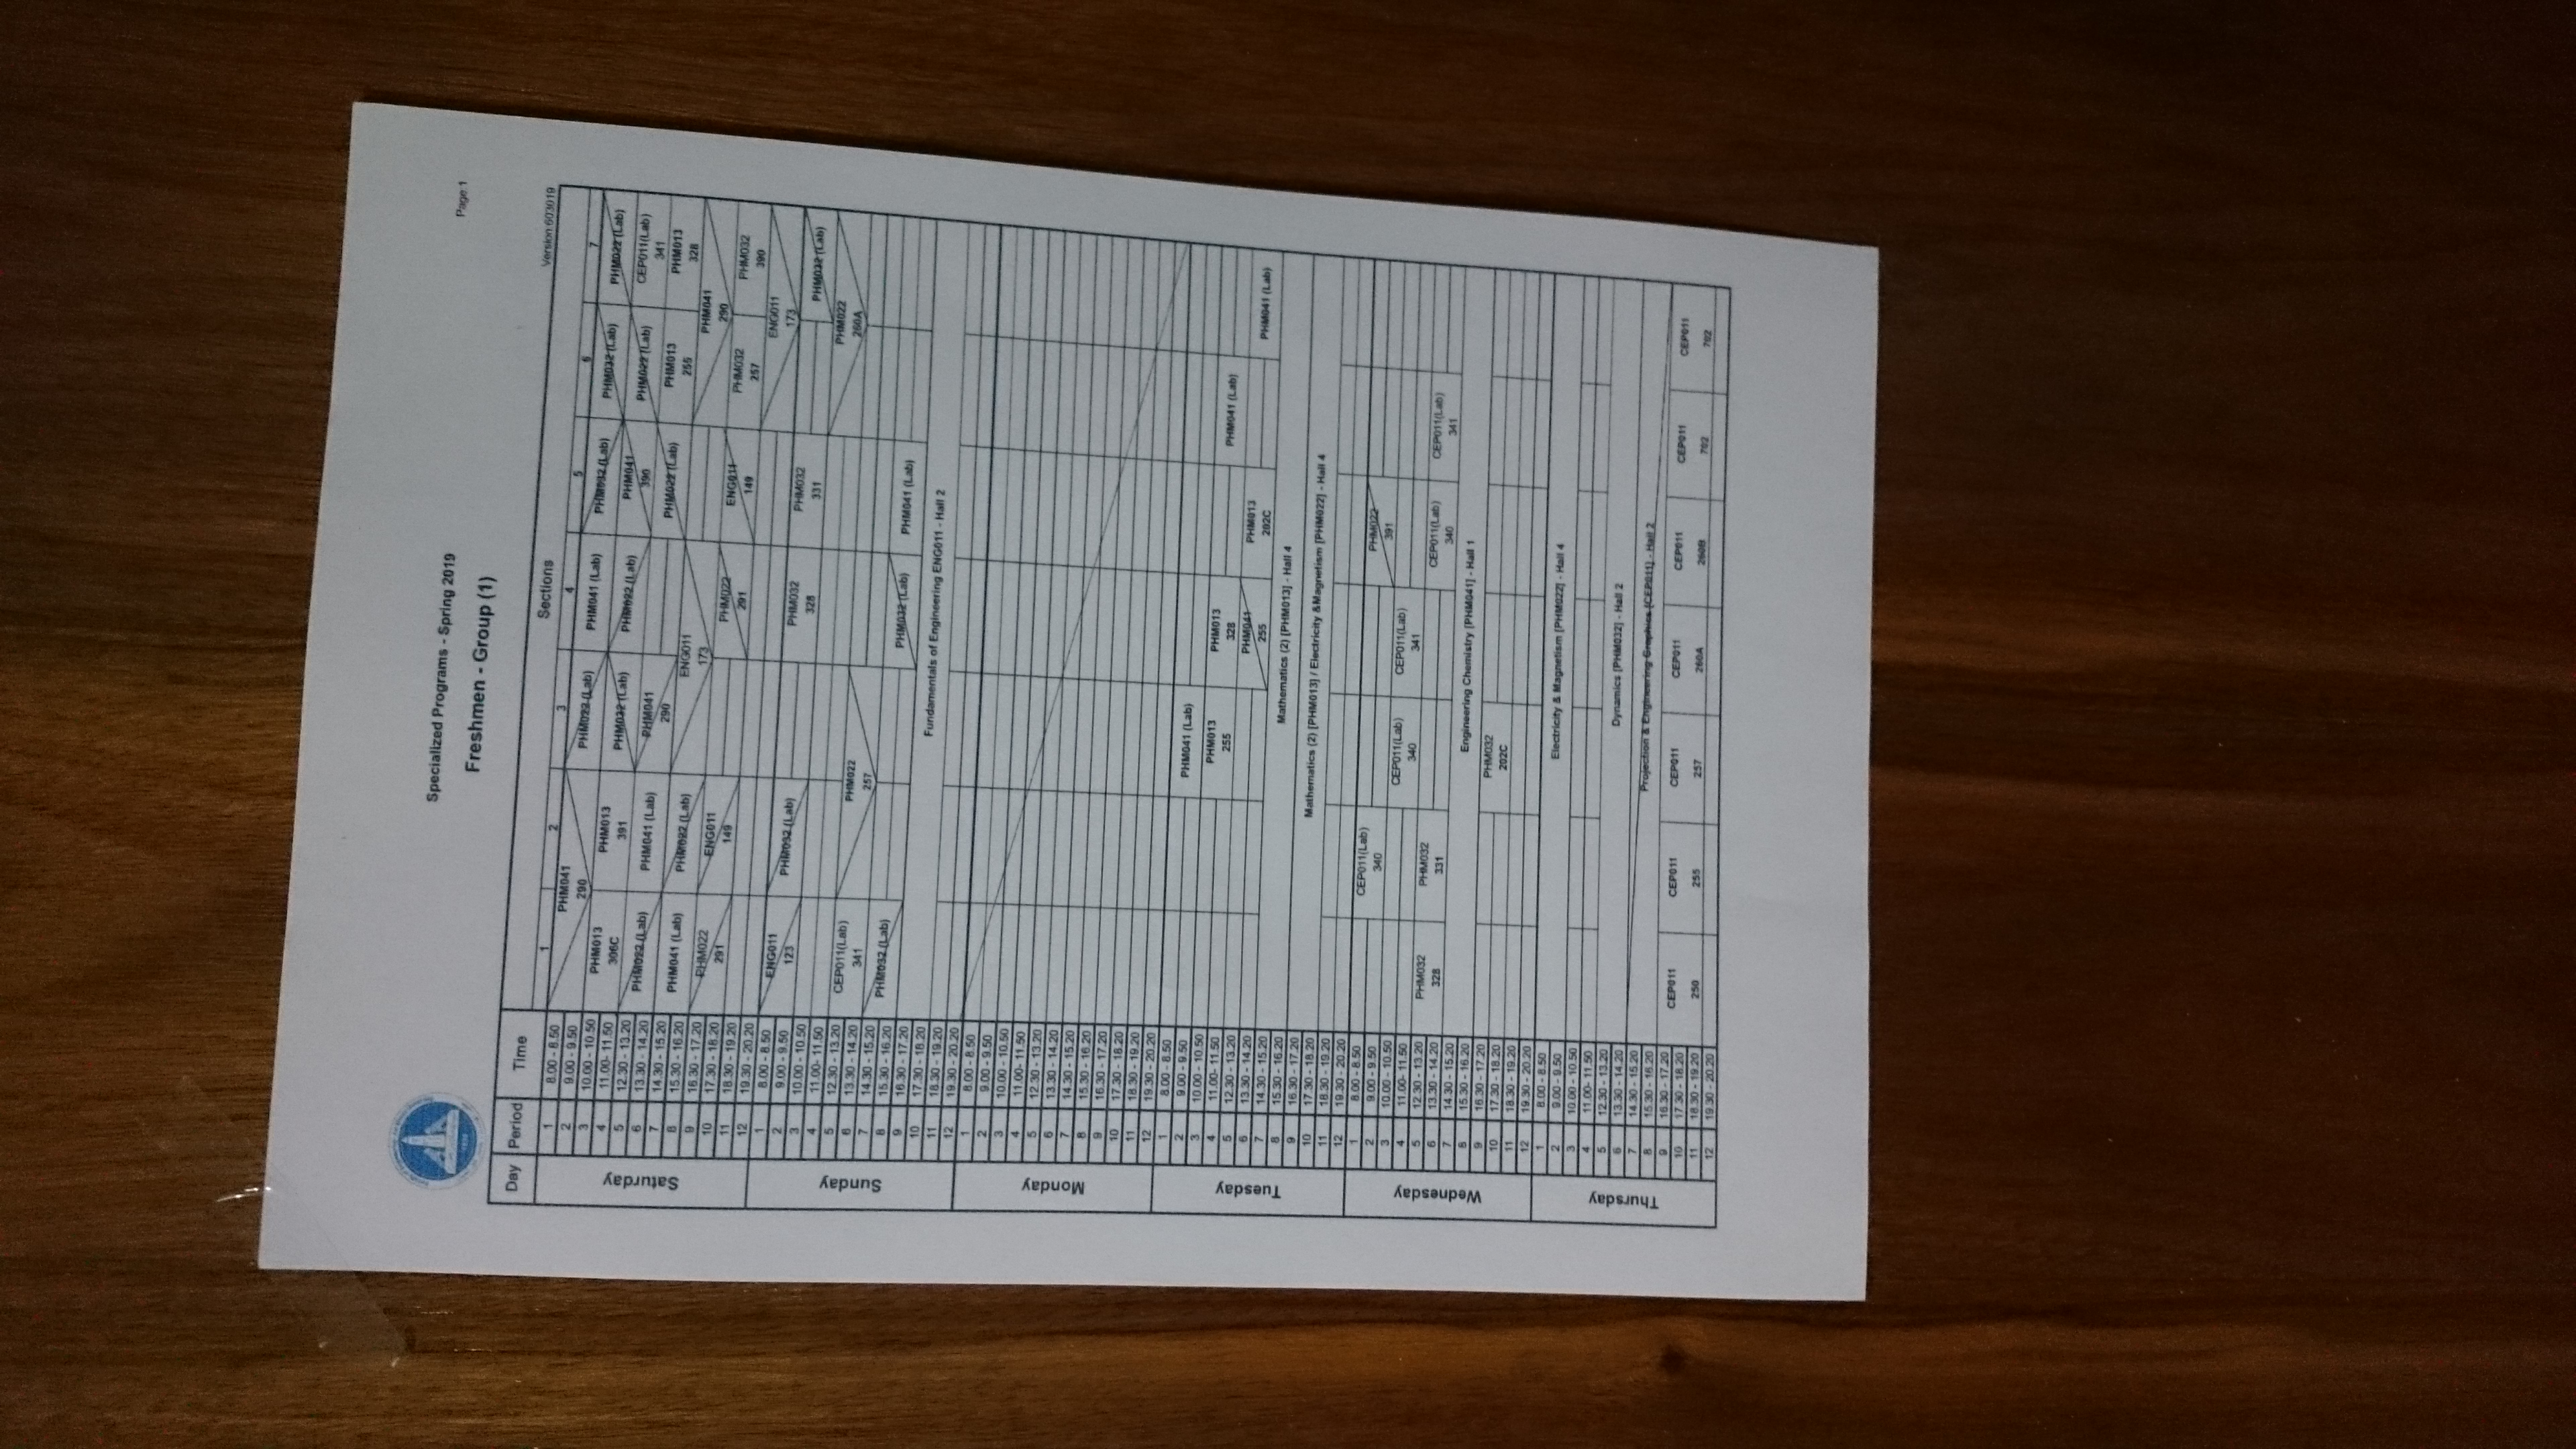 Specialized Programs - Spring 2019
Page:1
Freshmen - Group (1)
Version 603019
Day Period Time Sections
1 2 3 4 5 6 7
Saturday
1 8.00 - 8.50
2 9.00 - 9.50
3 10.00 - 10.50
4 11.00- 11.50
5 12.30 - 13.20
6 13.30 - 14.20
7 14.30 - 15.20
8 15.30 - 16.20
9 16.30 - 17.20
10 17.30 - 18.20
11 18.30 - 19.20
12 19.30 - 20.20
PHM041 PHM022 (Lab) PHM041 (Lab) PHM032 (Lab) PHM032 (Lab) PHM022 (Lab)
290
PHM013 PHM013 PHM032 (Lab) PHM022 (Lab) PHM041 PHM022 (Lab) CEP011(Lab)
306C 391 390 341
PHM022 (Lab) PHM041 (Lab) PHM041 PHM022 (Lab) PHM013 PHM013
290 255 328
PHM041 (Lab) PHM022 (Lab) ENG011 PHM041
173 290
PHM022 ENG011 PHM022 ENG011 PHM032 PHM032
291 149 291 149 257 390
Sunday
1 8.00 - 8.50
2 9.00 - 9.50
3 10.00 - 10.50
4 11.00- 11.50
5 12.30 - 13.20
6 13.30 - 14.20
7 14.30 - 15.20
8 15.30 - 16.20
9 16.30 - 17.20
10 17.30 - 18.20
11 18.30 - 19.20
12 19.30 - 20.20
ENG011 PHM032 (Lab) PHM032 PHM032 ENG011
123 328 331 173
PHM032 (Lab)
CEP011(Lab) PHM022 PHM022
341 257 260A
PHM032 (Lab) PHM032 (Lab) PHM041 (Lab)
Fundamentals of Engineering ENG011 - Hall 2
Monday
1 8.00 - 8.50
2 9.00 - 9.50
3 10.00 - 10.50
4 11.00- 11.50
5 12.30 - 13.20
6 13.30 - 14.20
7 14.30 - 15.20
8 15.30 - 16.20
9 16.30 - 17.20
10 17.30 - 18.20
11 18.30 - 19.20
12 19.30 - 20.20
Tuesday
1 8.00 - 8.50
2 9.00 - 9.50
3 10.00 - 10.50
4 11.00- 11.50
5 12.30 - 13.20
6 13.30 - 14.20
7 14.30 - 15.20
8 15.30 - 16.20
9 16.30 - 17.20
10 17.30 - 18.20
11 18.30 - 19.20
12 19.30 - 20.20
PHM041 (Lab)
PHM013 PHM013 PHM041 (Lab)
255 328
PHM041 PHM013 PHM041 (Lab)
255 202C
Mathematics (2) [PHM013] - Hall 4
Mathematics (2) [PHM013] / Electricity &Magnetism [PHM022] - Hall 4
Wednesday
1 8.00 - 8.50
2 9.00 - 9.50
3 10.00 - 10.50
4 11.00- 11.50
5 12.30 - 13.20
6 13.30 - 14.20
7 14.30 - 15.20
8 15.30 - 16.20
9 16.30 - 17.20
10 17.30 - 18.20
11 18.30 - 19.20
12 19.30 - 20.20
CEP011(Lab) PHM022
340 391
CEP011(Lab) CEP011(Lab)
340 341
PHM032 PHM032 CEP011(Lab) CEP011(Lab)
328 331 340 341
Engineering Chemistry [PHM041] - Hall 1
PHM032
202C
Thursday
1 8.00 - 8.50
2 9.00 - 9.50
3 10.00 - 10.50
4 11.00- 11.50
5 12.30 - 13.20
6 13.30 - 14.20
7 14.30 - 15.20
8 15.30 - 16.20
9 16.30 - 17.20
10 17.30 - 18.20
11 18.30 - 19.20
12 19.30 - 20.20
Electricity & Magnetism [PHM022] - Hall 4
Dynamics [PHM032] - Hall 2
Projection & Engineering Graphics [CEP011] - Hall 2
CEP011 CEP011 CEP011 CEP011 CEP011 CEP011 CEP011
250 255 257 260A 260B 702 702